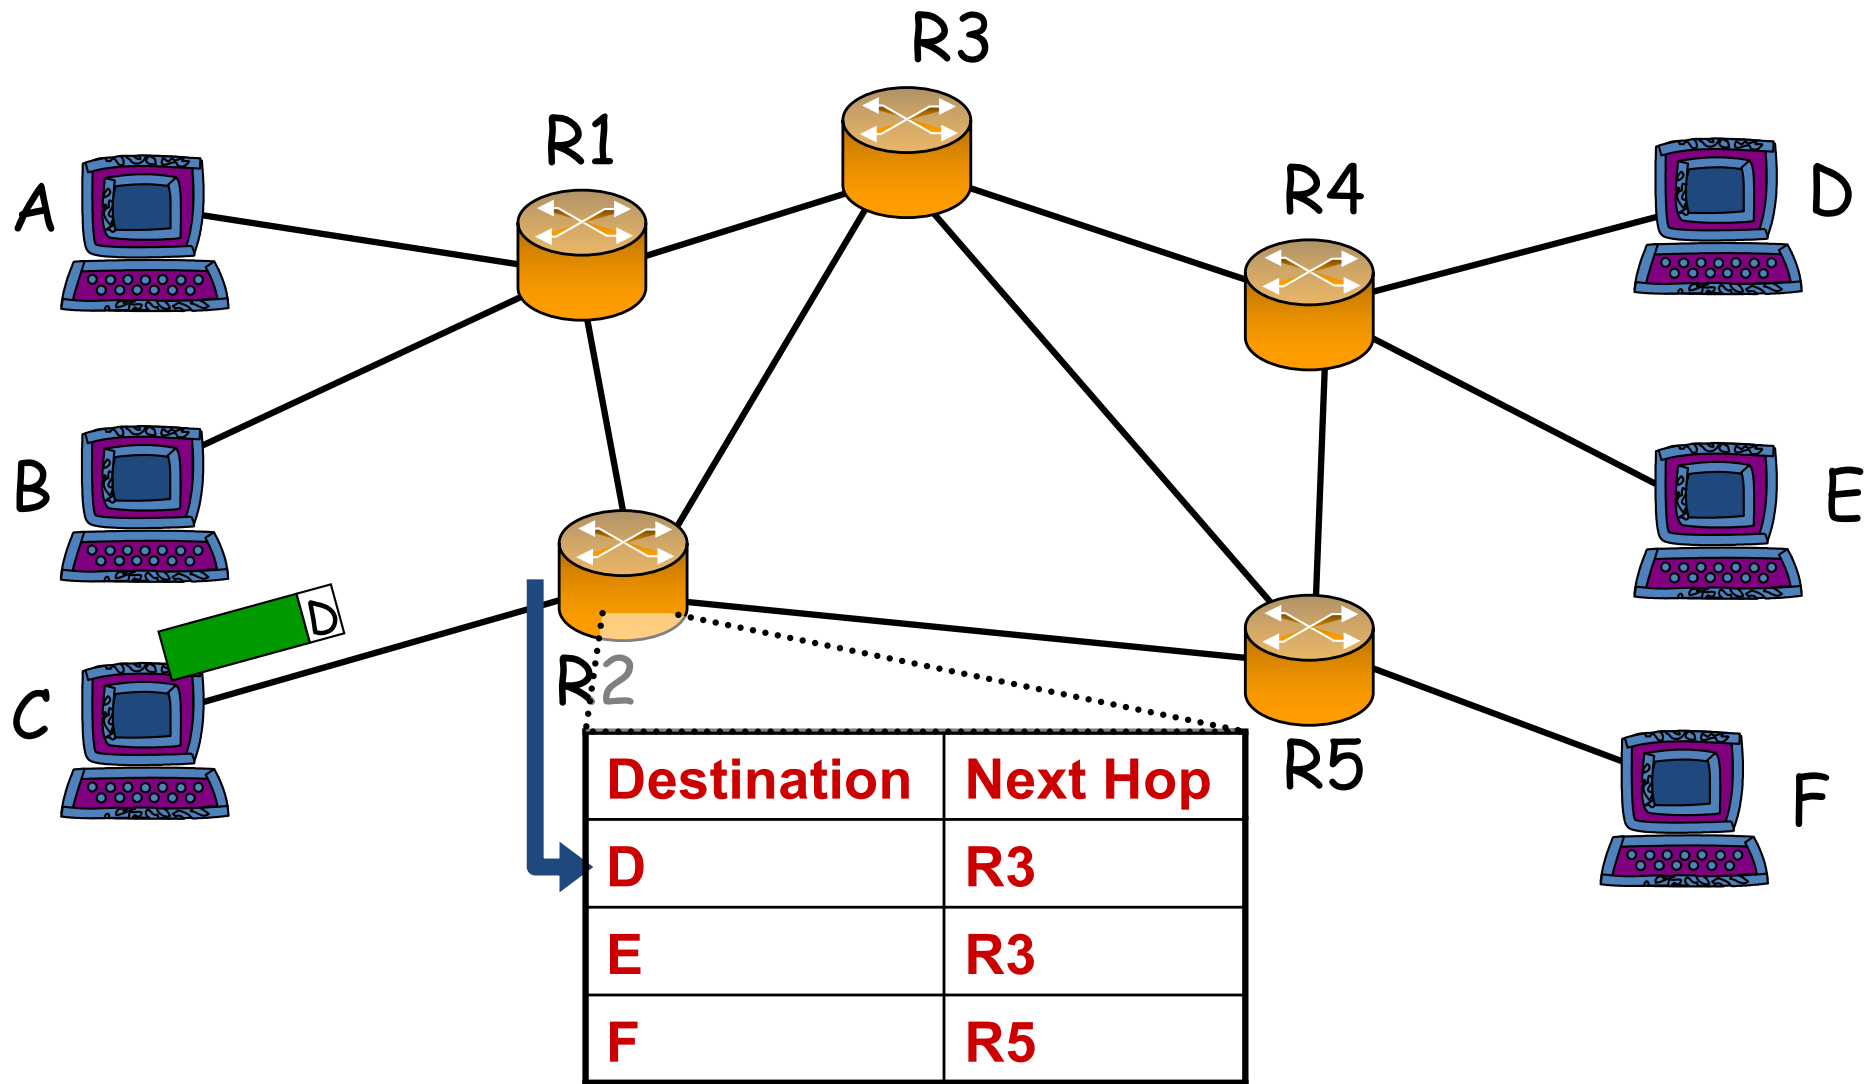 R3
R1
R4
A
D
B
E
D
C
R2
R5
F
Destination Next Hop
D R3
E R3
F R5